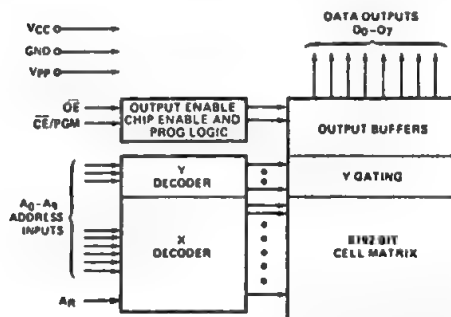 DATA OUTPUTS
O0-O7
VCC
GND
VPP
OE
CE/PGM
OUTPUT ENABLE
CHIP ENABLE AND
PROG LOGIC
OUTPUT BUFFERS
Y
DECODER
Y GATING
A0-A9
ADDRESS
INPUTS
X
DECODER
8192 BIT
CELL MATRIX
AR